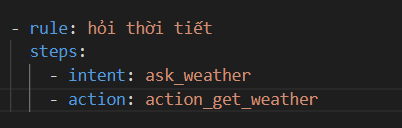 - rule: hỏi thời tiết
  steps:
    - intent: ask_weather
    - action: action_get_weather